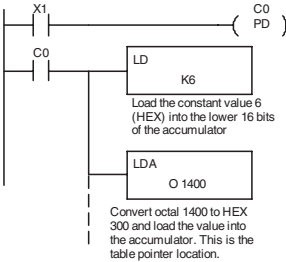 X1
C0
PD
C0
LD
K6
Load the constant value 6
(HEX) into the lower 16 bits
of the accumulator
LDA
O 1400
Convert octal 1400 to HEX
300 and load the value into
the accumulator. This is the
table pointer location.